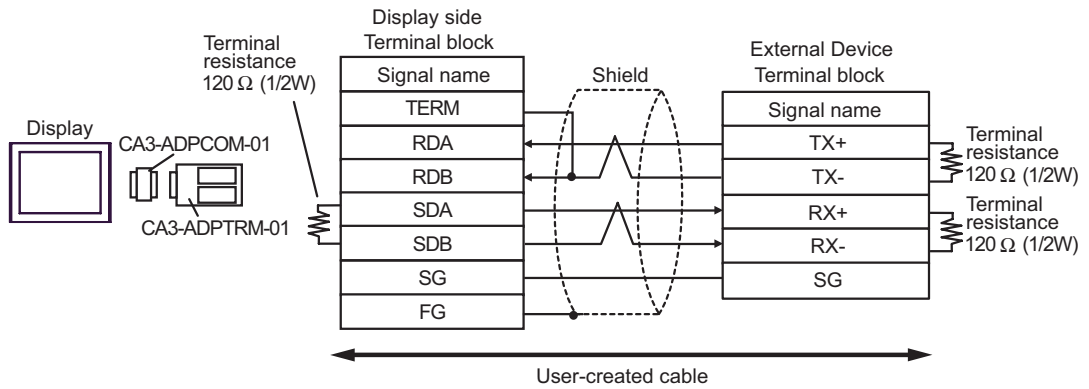 Display side
Terminal block
Terminal
resistance
120 Ω (1/2W)
External Device
Terminal block
Signal name
Shield
Signal name
TERM
Display
CA3-ADPCOM-01
CA3-ADPTRM-01
RDA
RDB
SDA
SDB
SG
FG
TX+
TX-
RX+
RX-
SG
Terminal
resistance
120 Ω (1/2W)
Terminal
resistance
120 Ω (1/2W)
User-created cable